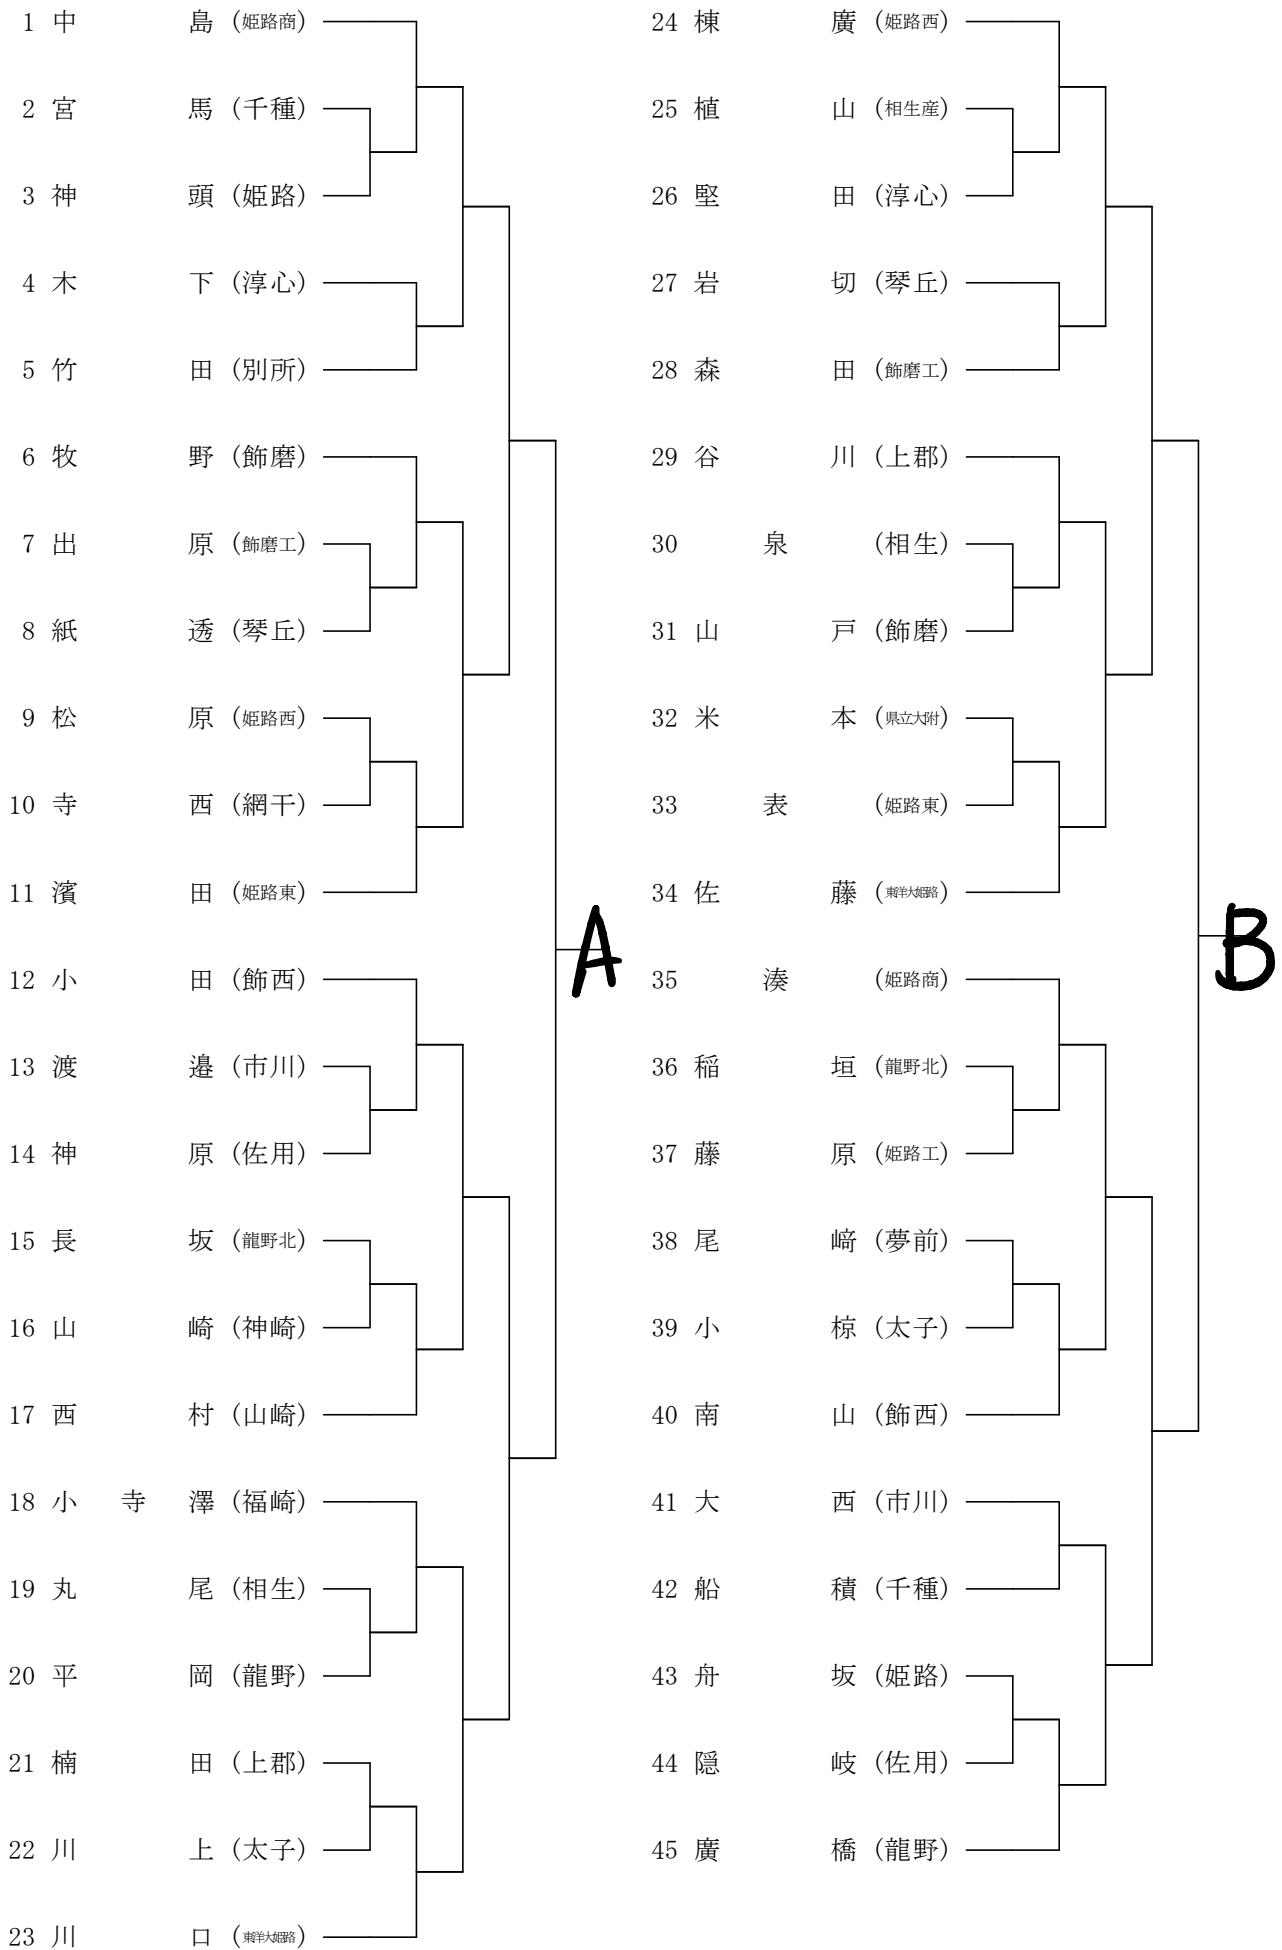 1 中島 (姫路商)
2 宮馬 (千種)
3 神頭 (姫路)
4 木下 (淳心)
5 竹田 (別所)
6 牧野 (飾磨)
7 出原 (飾磨工)
8 紙透 (琴丘)
9 松原 (姫路西)
10 寺西 (網干)
11 濱田 (姫路東)
12 小田 (飾西)
13 渡邉 (市川)
14 神原 (佐用)
15 長坂 (龍野北)
16 山崎 (神崎)
17 西村 (山崎)
18 小寺澤 (福崎)
19 丸尾 (相生)
20 平岡 (龍野)
21 楠田 (上郡)
22 川上 (太子)
23 川口 (東洋大姫路)
A
24 棟廣 (姫路西)
25 植山 (相生産)
26 堅田 (淳心)
27 岩切 (琴丘)
28 森田 (飾磨工)
29 谷川 (上郡)
30 泉 (相生)
31 山戸 (飾磨)
32 米本 (県立大附)
33 表 (姫路東)
34 佐藤 (東洋大姫路)
35 湊 (姫路商)
36 稲垣 (龍野北)
37 藤原 (姫路工)
38 尾﨑 (夢前)
39 小椋 (太子)
40 南山 (飾西)
41 大西 (市川)
42 船積 (千種)
43 舟坂 (姫路)
44 隠岐 (佐用)
45 廣橋 (龍野)
B